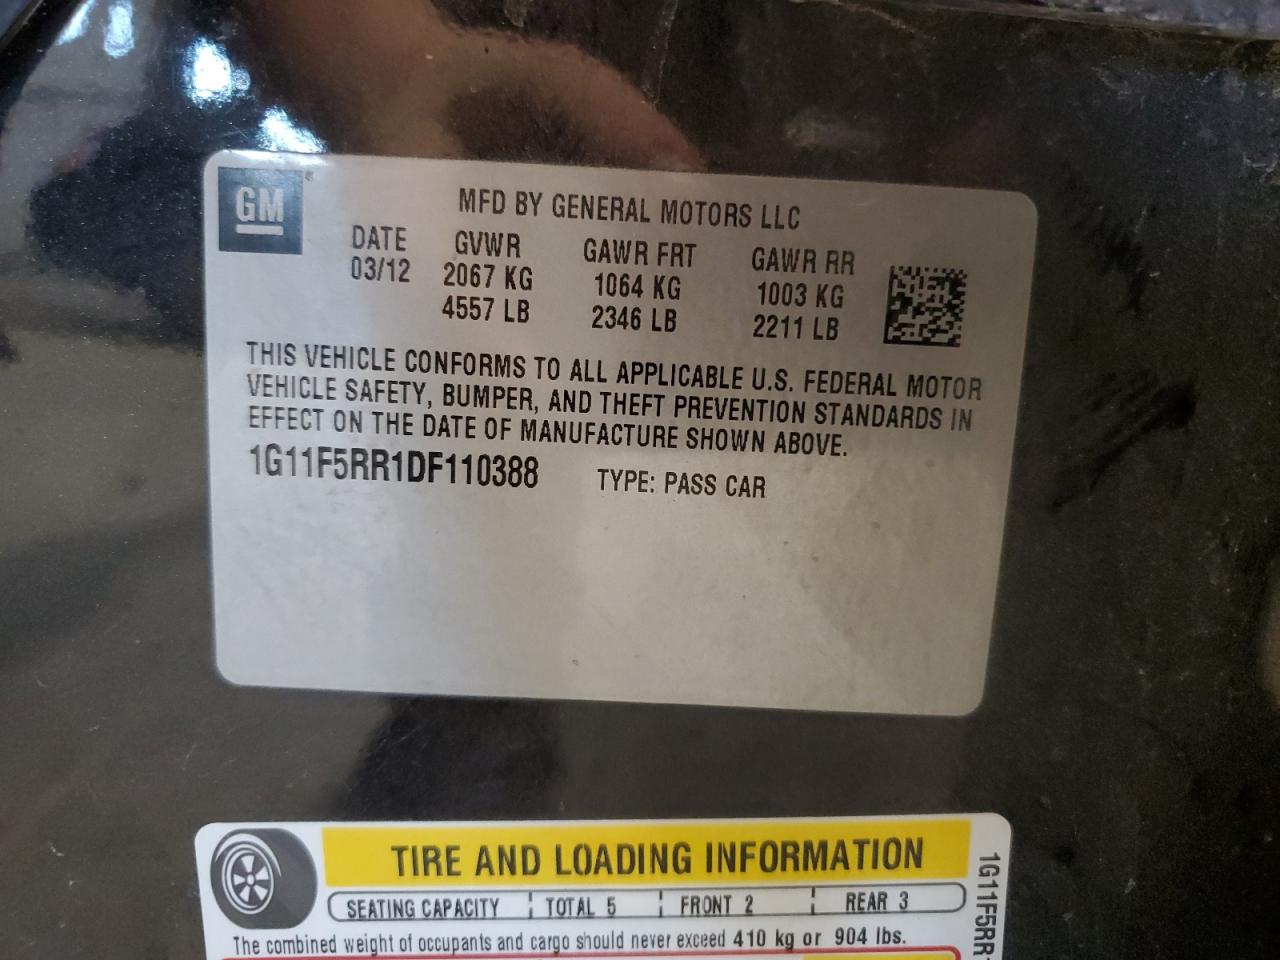 GM
MFD BY GENERAL MOTORS LLC
DATE GVWR GAWR FRT GAWR RR
03/12 2067 KG 1064 KG 1003 KG
4557 LB 2346 LB 2211 LB
THIS VEHICLE CONFORMS TO ALL APPLICABLE U.S. FEDERAL MOTOR
VEHICLE SAFETY, BUMPER, AND THEFT PREVENTION STANDARDS IN
EFFECT ON THE DATE OF MANUFACTURE SHOWN ABOVE.
1G11F5RR1DF110388 TYPE: PASS CAR
TIRE AND LOADING INFORMATION
SEATING CAPACITY TOTAL 5 FRONT 2 REAR 3
The combined weight of occupants and cargo should never exceed 410 kg or 904 lbs.
1G11F5RR1